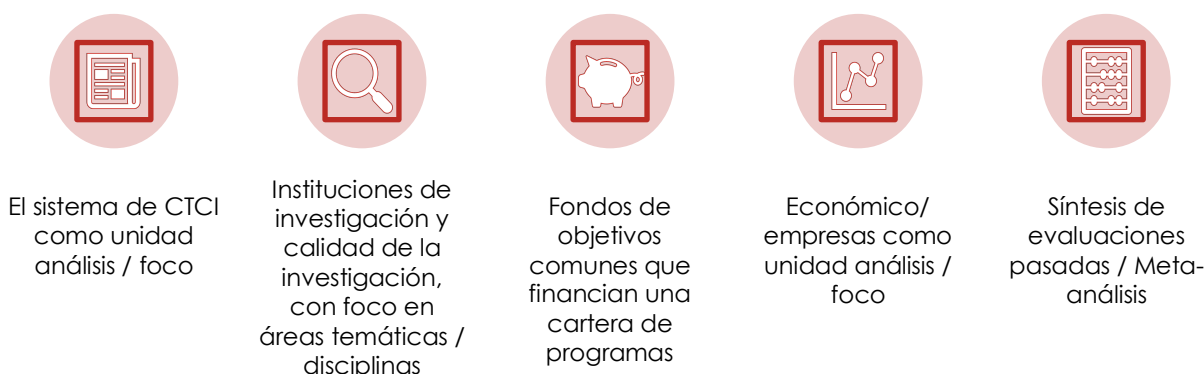 El sistema de CTCI
como unidad
análisis / foco
Instituciones de
investigación y
calidad de la
investigación,
con foco en
áreas temáticas /
disciplinas
Fondos de
objetivos
comunes que
financian una
cartera de
programas
Económico/
empresas como
unidad análisis /
foco
Síntesis de
evaluaciones
pasadas / Meta-
análisis